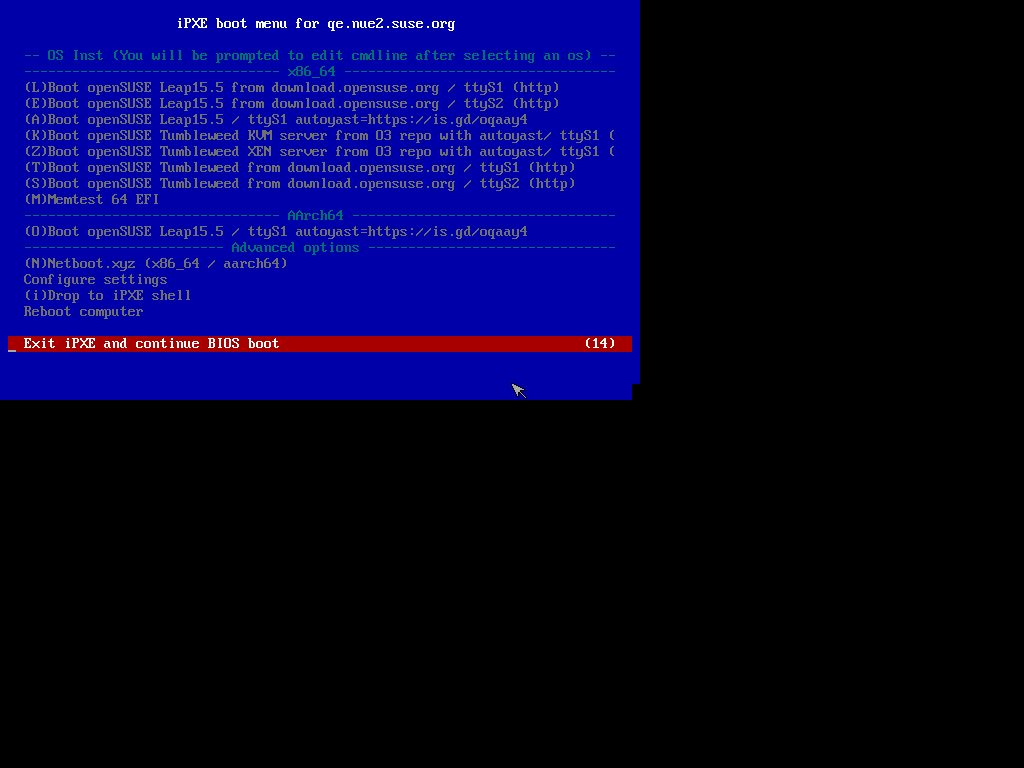 iPXE boot menu for qe.nue2.suse.org
-- OS Inst (You will be prompted to edit cmdline after selecting an os) --
-------------------------------- x86_64 ----------------------------------
(L)Boot openSUSE Leap15.5 from download.opensuse.org / ttyS1 (http)
(E)Boot openSUSE Leap15.5 from download.opensuse.org / ttyS2 (http)
(A)Boot openSUSE Leap15.5 / ttyS1 autoyast=https://is.gd/oqaay4
(K)Boot openSUSE Tumbleweed KVM server from O3 repo with autoyast/ ttyS1 (
(Z)Boot openSUSE Tumbleweed XEN server from O3 repo with autoyast/ ttyS1 (
(T)Boot openSUSE Tumbleweed from download.opensuse.org / ttyS1 (http)
(S)Boot openSUSE Tumbleweed from download.opensuse.org / ttyS2 (http)
(M)Memtest 64 EFI
-------------------------------- AArch64 ---------------------------------
(O)Boot openSUSE Leap15.5 / ttyS1 autoyast=https://is.gd/oqaay4
------------------------- Advanced options -------------------------------
(N)Netboot.xyz (x86_64 / aarch64)
Configure settings
(i)Drop to iPXE shell
Reboot computer
Exit iPXE and continue BIOS boot (14)